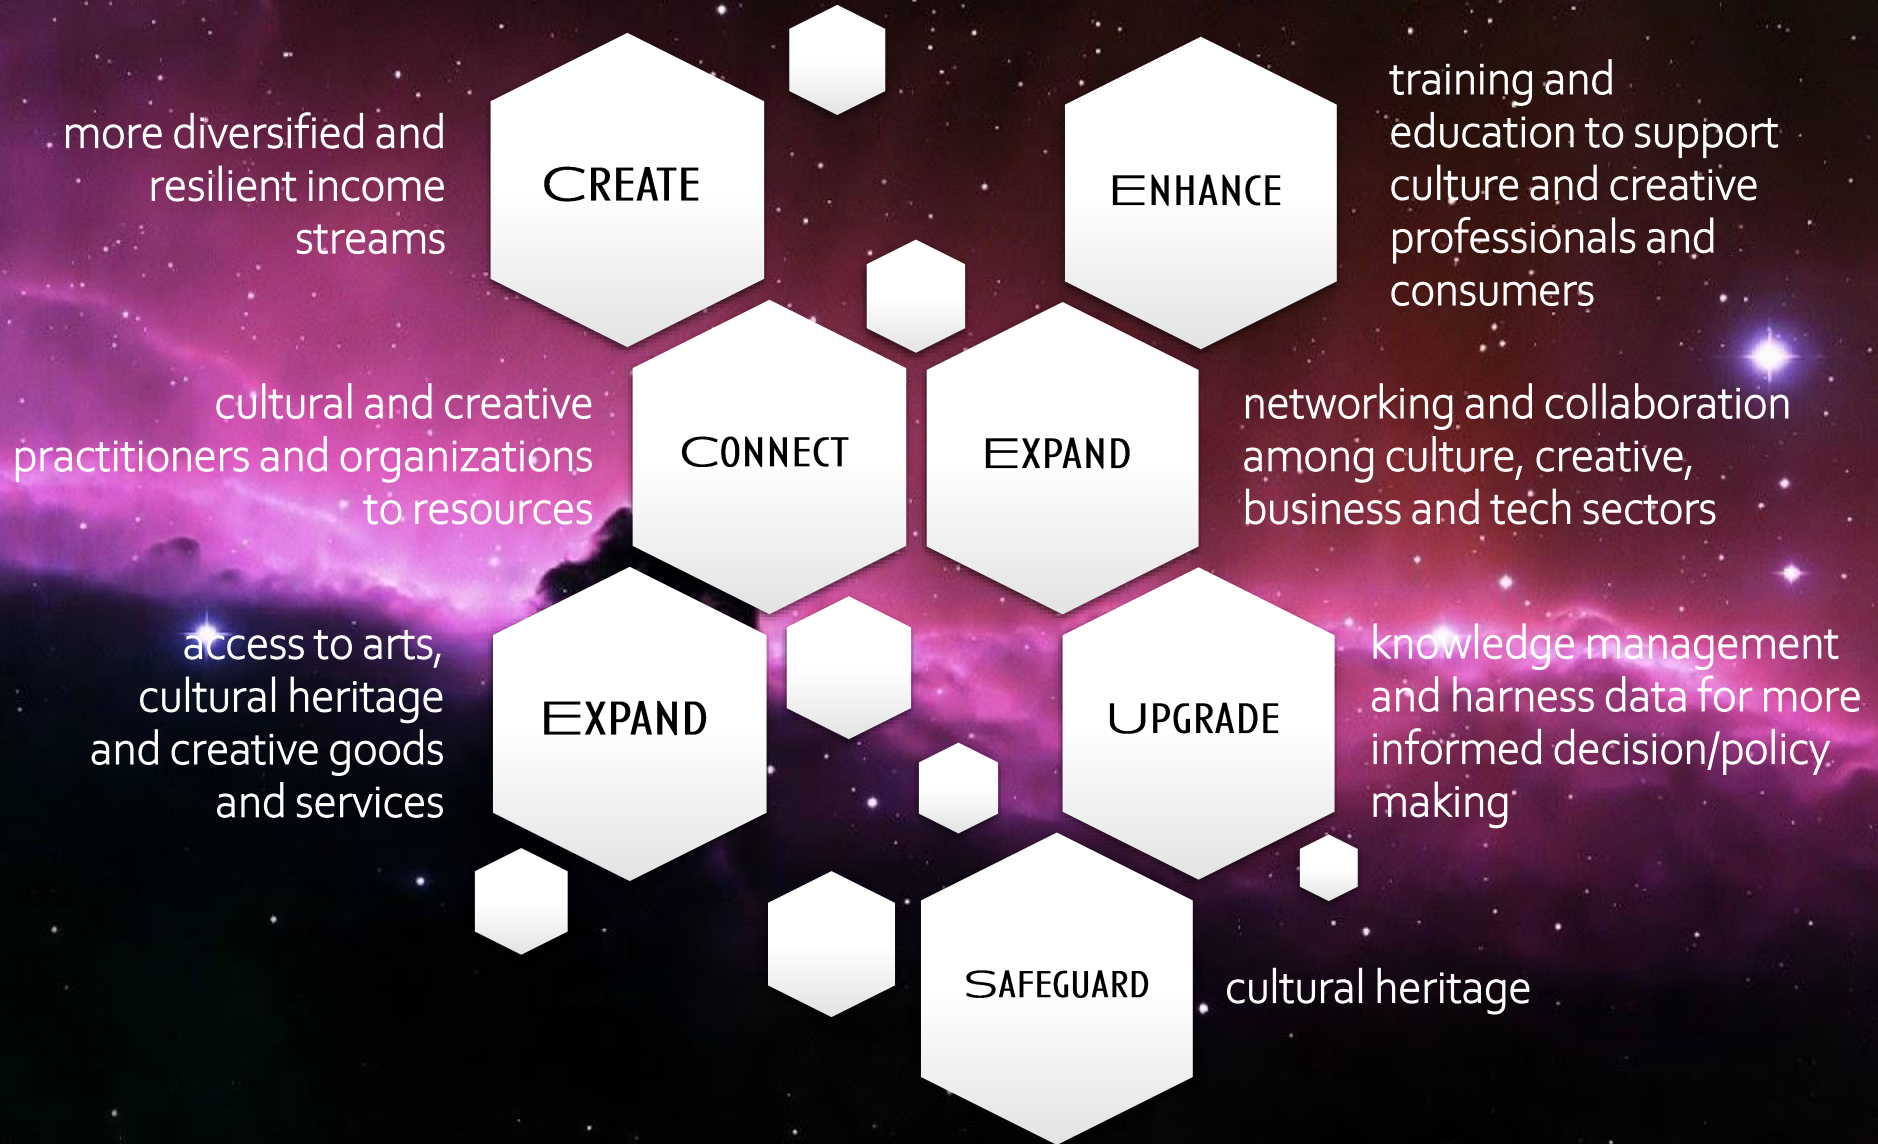 more diversified and
resilient income
streams
CREATE
ENHANCE
training and
education to support
culture and creative
professionals and
consumers
cultural and creative
practitioners and organizations
to resources
CONNECT
EXPAND
networking and collaboration
among culture, creative,
business and tech sectors
access to arts,
cultural heritage
and creative goods
and services
EXPAND
UPGRADE
knowledge management
and harness data for more
informed decision/policy
making
SAFEGUARD
cultural heritage